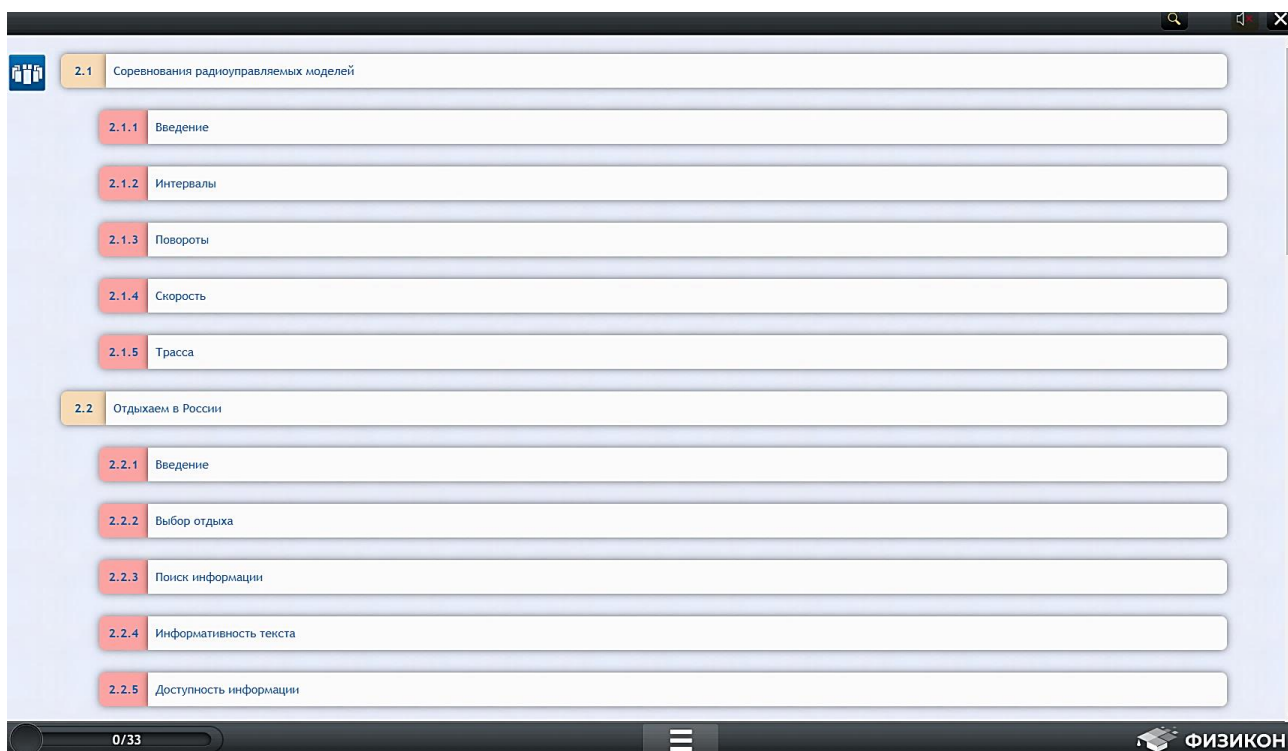 2.1 Соревнования радиоуправляемых моделей
2.1.1 Введение
2.1.2 Интервалы
2.1.3 Повороты
2.1.4 Скорость
2.1.5 Трасса
2.2 Отдыхаем в России
2.2.1 Введение
2.2.2 Выбор отдыха
2.2.3 Поиск информации
2.2.4 Информативность текста
2.2.5 Доступность информации
0/33
ФИЗИКОН